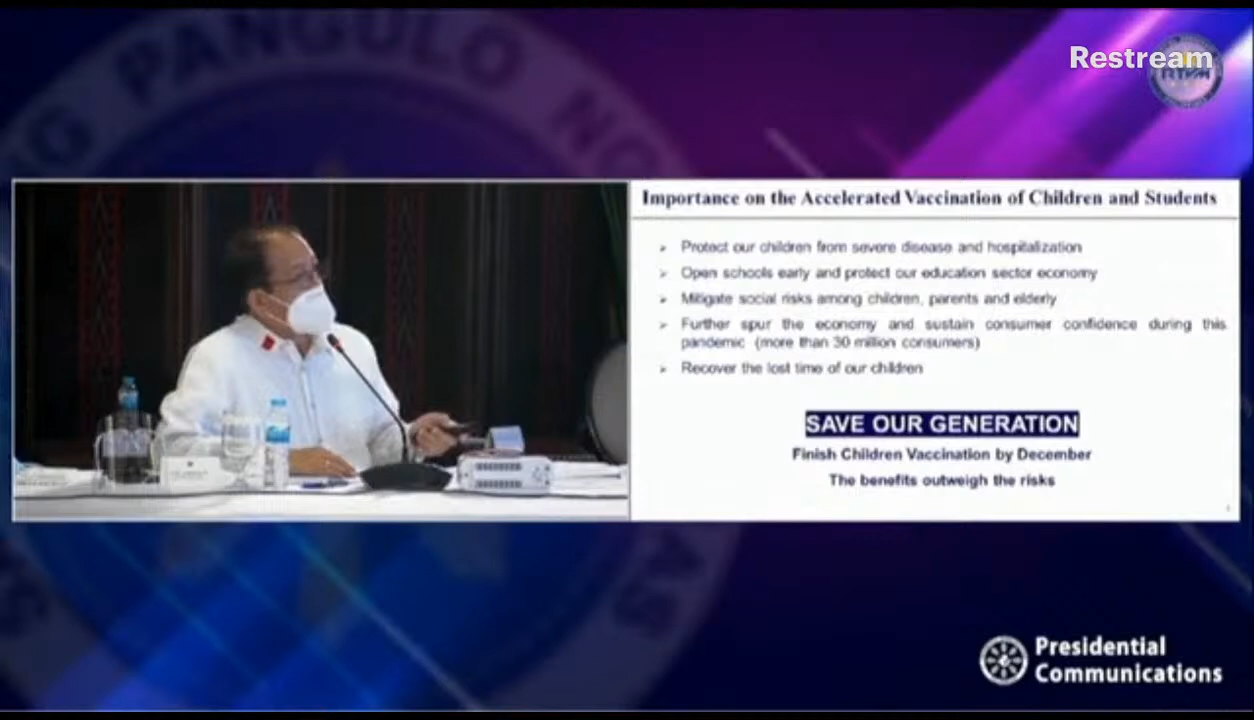 PANGULO NG
Restream
RTVM
Importance on the Accelerated Vaccination of Children and Students
Protect our children from severe disease and hospitalization
Open schools early and protect our education sector economy
Mitigate social risks among children, parents and elderly
Further spur the economy and sustain consumer confidence during this
pandemic (more than 30 million consumers)
Recover the lost time of our children
SAVE OUR GENERATION
Finish Children Vaccination by December
The benefits outweigh the risks
Presidential
Communications